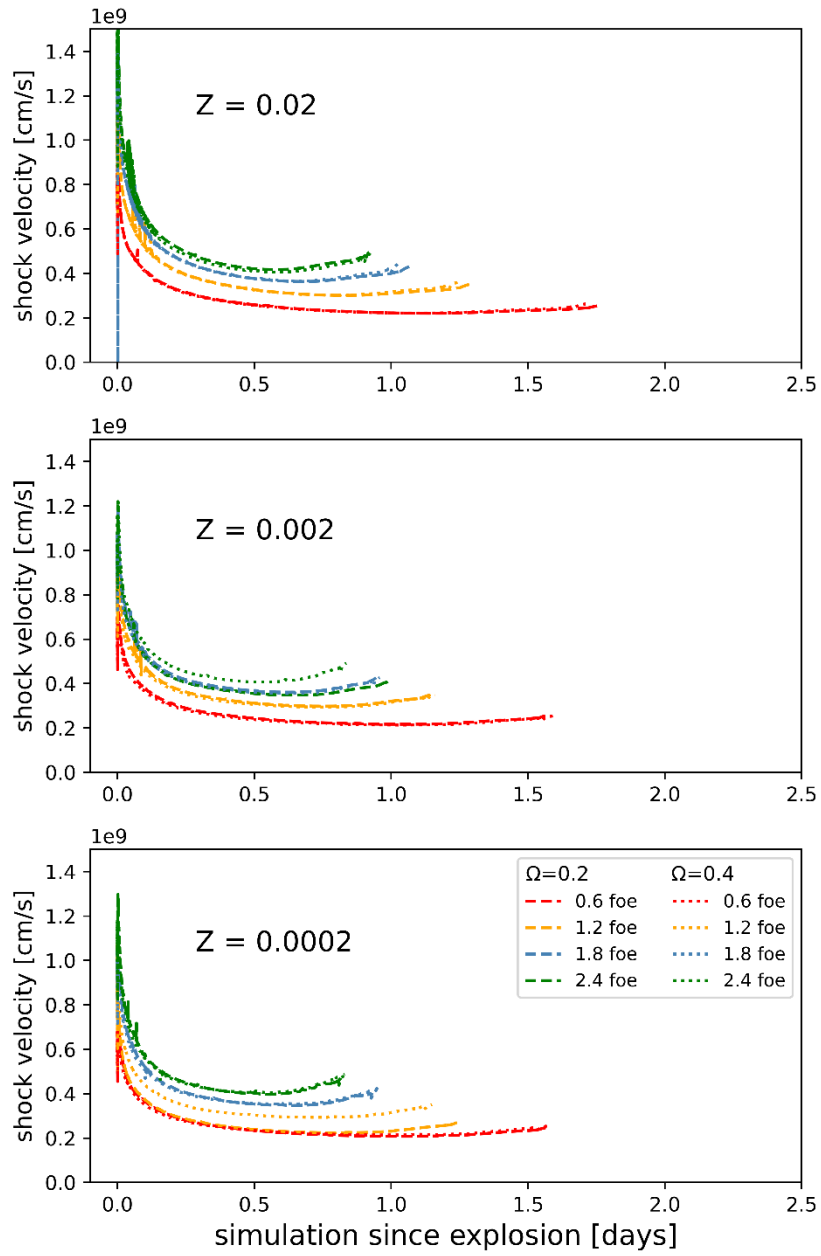 1e9
1.4
1.2
Z = 0.02
1.0
0.8
0.6
0.4
0.2
0.0
shock velocity [cm/s]
0.0 0.5 1.0 1.5 2.0 2.5
1e9
1.4
1.2
Z = 0.002
1.0
0.8
0.6
0.4
0.2
0.0
shock velocity [cm/s]
0.0 0.5 1.0 1.5 2.0 2.5
1e9
1.4
1.2
Z = 0.0002
1.0
0.8
0.6
0.4
0.2
0.0
shock velocity [cm/s]
Ω=0.2 Ω=0.4
0.6 foe 0.6 foe
1.2 foe 1.2 foe
1.8 foe 1.8 foe
2.4 foe 2.4 foe
0.0 0.5 1.0 1.5 2.0 2.5
simulation since explosion [days]